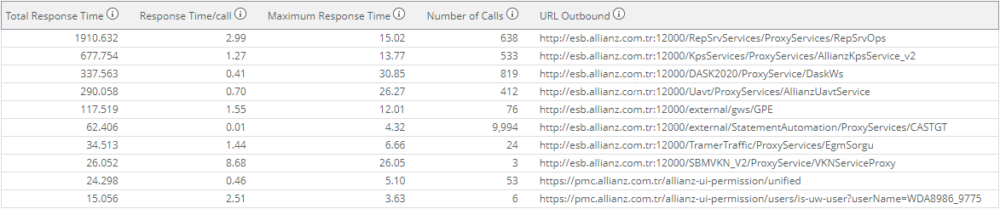 Total Response Time Response Time/call Maximum Response Time Number of Calls URL Outbound
1910.632 2.99 15.02 638 http://esb.allianz.com.tr:12000/RepSrvServices/ProxyServices/RepSrvOps
677.754 1.27 13.77 533 http://esb.allianz.com.tr:12000/KpsServices/ProxyServices/AllianzKpsService_v2
337.563 0.41 30.85 819 http://esb.allianz.com.tr:12000/DASK2020/ProxyService/DaskWs
290.058 0.70 26.27 412 http://esb.allianz.com.tr:12000/Uavt/ProxyServices/AllianzUavtService
117.519 1.55 12.01 76 http://esb.allianz.com.tr:12000/external/gws/GPE
62.406 0.01 4.32 9,994 http://esb.allianz.com.tr:12000/external/StatementAutomation/ProxyServices/CASTGT
34.513 1.44 6.66 24 http://esb.allianz.com.tr:12000/TramerTraffic/ProxyServices/EgmSorgu
26.052 8.68 26.05 3 http://esb.allianz.com.tr:12000/SBMVKN_V2/ProxyService/VKNServiceProxy
24.298 0.46 5.10 53 https://pmc.allianz.com.tr/allianz-ui-permission/unified
15.056 2.51 3.63 6 https://pmc.allianz.com.tr/allianz-ui-permission/users/is-uw-user?userName=WDA8986_9775